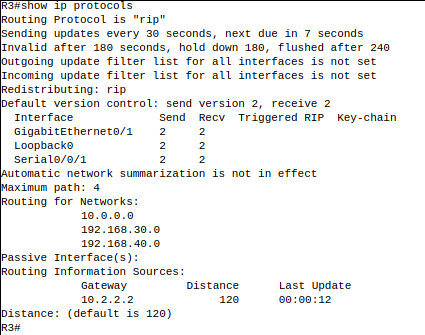 R3#show ip protocols
Routing Protocol is "rip"
Sending updates every 30 seconds, next due in 7 seconds
Invalid after 180 seconds, hold down 180, flushed after 240
Outgoing update filter list for all interfaces is not set
Incoming update filter list for all interfaces is not set
Redistributing: rip
Default version control: send version 2, receive 2
  Interface             Send  Recv  Triggered RIP  Key-chain
  GigabitEthernet0/1    2     2
  Loopback0             2     2
  Serial0/0/1           2     2
Automatic network summarization is not in effect
Maximum path: 4
Routing for Networks:
            10.0.0.0
            192.168.30.0
            192.168.40.0
Passive Interface(s):
Routing Information Sources:
            Gateway         Distance      Last Update
            10.2.2.2             120      00:00:12
Distance: (default is 120)
R3#